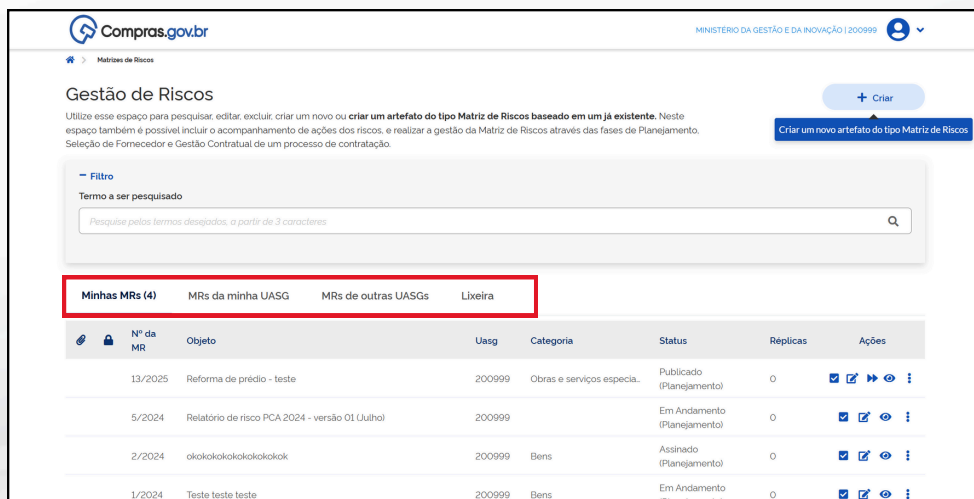 Compras.gov.br
MINISTÉRIO DA GESTÃO E DA INOVAÇÃO | 200999
Matrizes de Riscos
Gestão de Riscos
+ Criar
Utilize esse espaço para pesquisar, editar, excluir, criar um novo ou criar um artefato do tipo Matriz de Riscos baseado em um já existente. Neste
espaço também é possível incluir o acompanhamento de ações dos riscos, e realizar a gestão da Matriz de Riscos através das fases de Planejamento,
Seleção de Fornecedor e Gestão Contratual de um processo de contratação.
Criar um novo artefato do tipo Matriz de Riscos
Filtro
Termo a ser pesquisado
Pesquise pelos termos desejados, a partir de 3 caracteres
Minhas MRs (4) MRs da minha UASG MRs de outras UASGs Lixeira
Nº da
MR Objeto Uasg Categoria Status Réplicas Ações
13/2025 Reforma de prédio - teste 200999 Obras e serviços especia... Publicado
(Planejamento) 0
5/2024 Relatório de risco PCA 2024 - versão 01 (Julho) 200999 Em Andamento
(Planejamento) 0
2/2024 okokokokokokokokok 200999 Bens Assinado
(Planejamento) 0
1/2024 Teste teste teste 200999 Bens Em Andamento
0